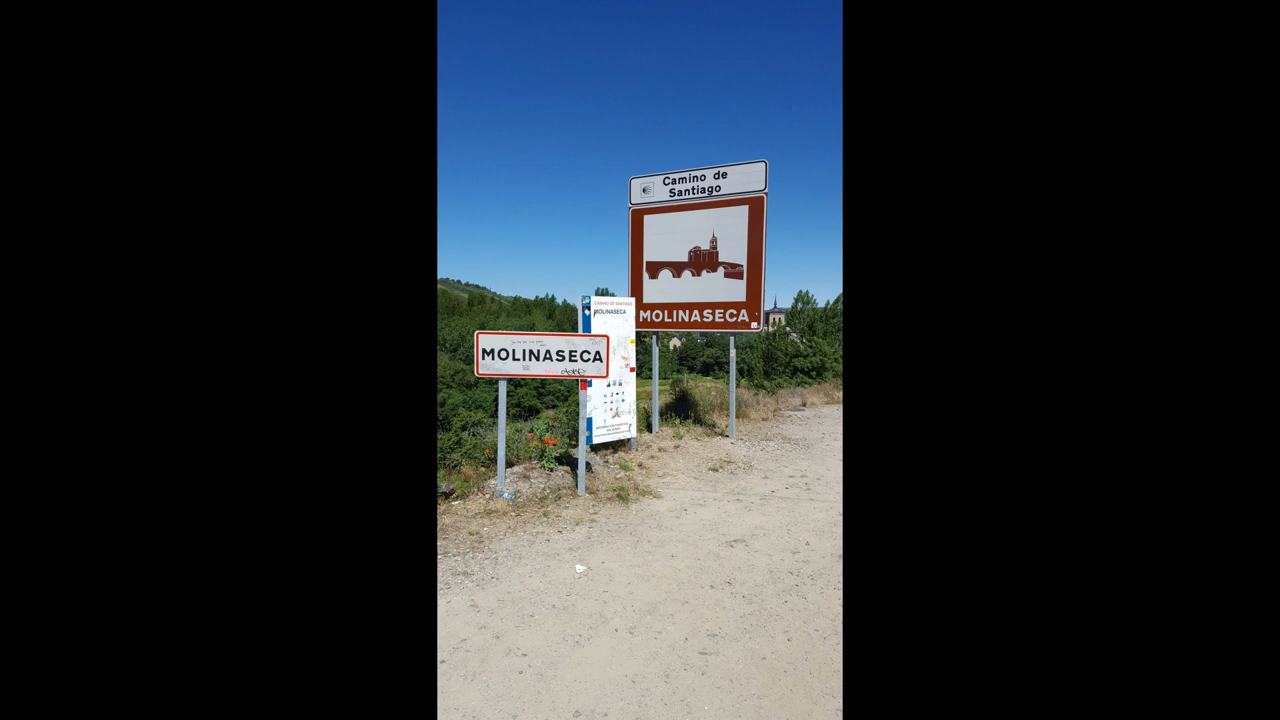 Camino de
Santiago
MOLINASECA
CAMINO DE SANTIAGO
MOLINASECA
MOLINASECA